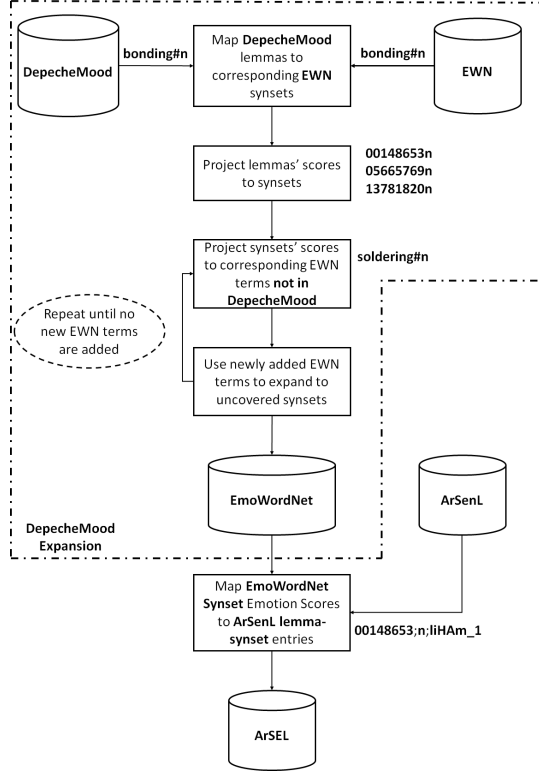 DepecheMood
bonding#n
Map DepecheMood
lemmas to
corresponding EWN
synsets
bonding#n
EWN
Project lemmas' scores
to synsets
00148653n
05665769n
13781820n
Project synsets' scores
to corresponding EWN
terms not in
DepecheMood
soldering#n
Repeat until no
new EWN terms
are added
Use newly added EWN
terms to expand to
uncovered synsets
EmoWordNet
ArSenL
DepecheMood
Expansion
Map EmoWordNet
Synset Emotion Scores
to ArSenL lemma-
synset entries
00148653;n;liHAm_1
ArSEL